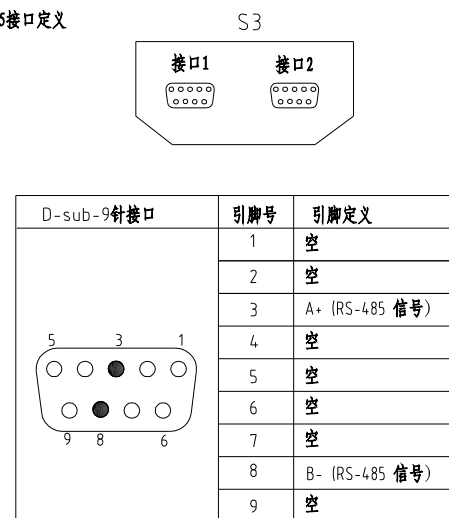 5接口定义
S3
接口1 接口2
D-sub-9针接口 引脚号 引脚定义
1 空
2 空
3 A+ (RS-485 信号)
4 空
5 空
6 空
7 空
8 B- (RS-485 信号)
9 空
5 3 1
9 8 6